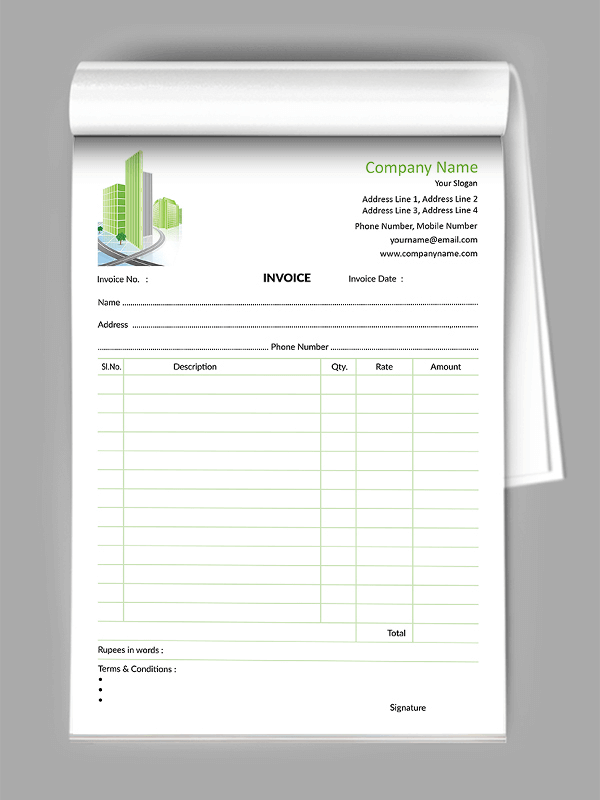 Company Name
Your Slogan
Address Line 1, Address Line 2
Address Line 3, Address Line 4
Phone Number, Mobile Number
yourname@email.com
www.companyname.com
Invoice No. : INVOICE Invoice Date :
Name
Address
Phone Number
Sl.No. Description Qty. Rate Amount
Total
Rupees in words :
Terms & Conditions :
Signature